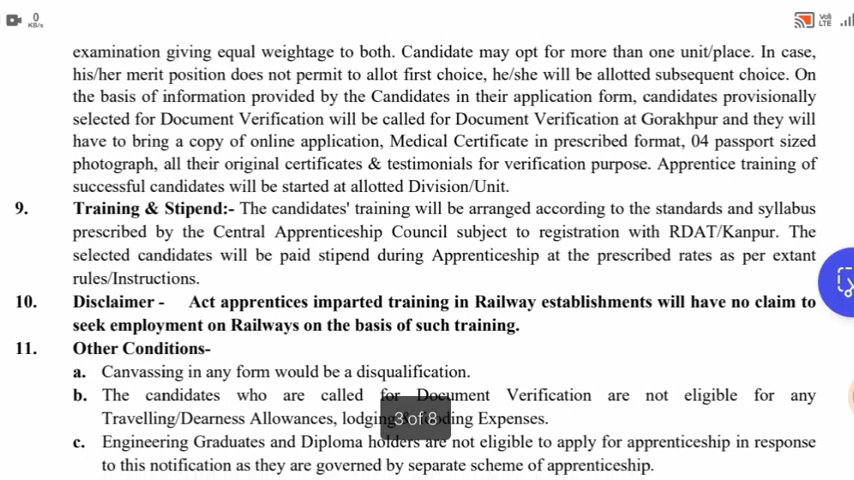 0
KB/s
Vo))
LTE
examination giving equal weightage to both. Candidate may opt for more than one unit/place. In case,
his/her merit position does not permit to allot first choice, he/she will be allotted subsequent choice. On
the basis of information provided by the Candidates in their application form, candidates provisionally
selected for Document Verification will be called for Document Verification at Gorakhpur and they will
have to bring a copy of online application, Medical Certificate in prescribed format, 04 passport sized
photograph, all their original certificates & testimonials for verification purpose. Apprentice training of
successful candidates will be started at allotted Division/Unit.
9. Training & Stipend:- The candidates' training will be arranged according to the standards and syllabus
prescribed by the Central Apprenticeship Council subject to registration with RDAT/Kanpur. The
selected candidates will be paid stipend during Apprenticeship at the prescribed rates as per extant
rules/Instructions.
10. Disclaimer - Act apprentices imparted training in Railway establishments will have no claim to
seek employment on Railways on the basis of such training.
11. Other Conditions-
a. Canvassing in any form would be a disqualification.
b. The candidates who are called for Document Verification are not eligible for any
Travelling/Dearness Allowances, lodging Expenses.
3 of 8
c. Engineering Graduates and Diploma holders are not eligible to apply for apprenticeship in response
to this notification as they are governed by separate scheme of apprenticeship.